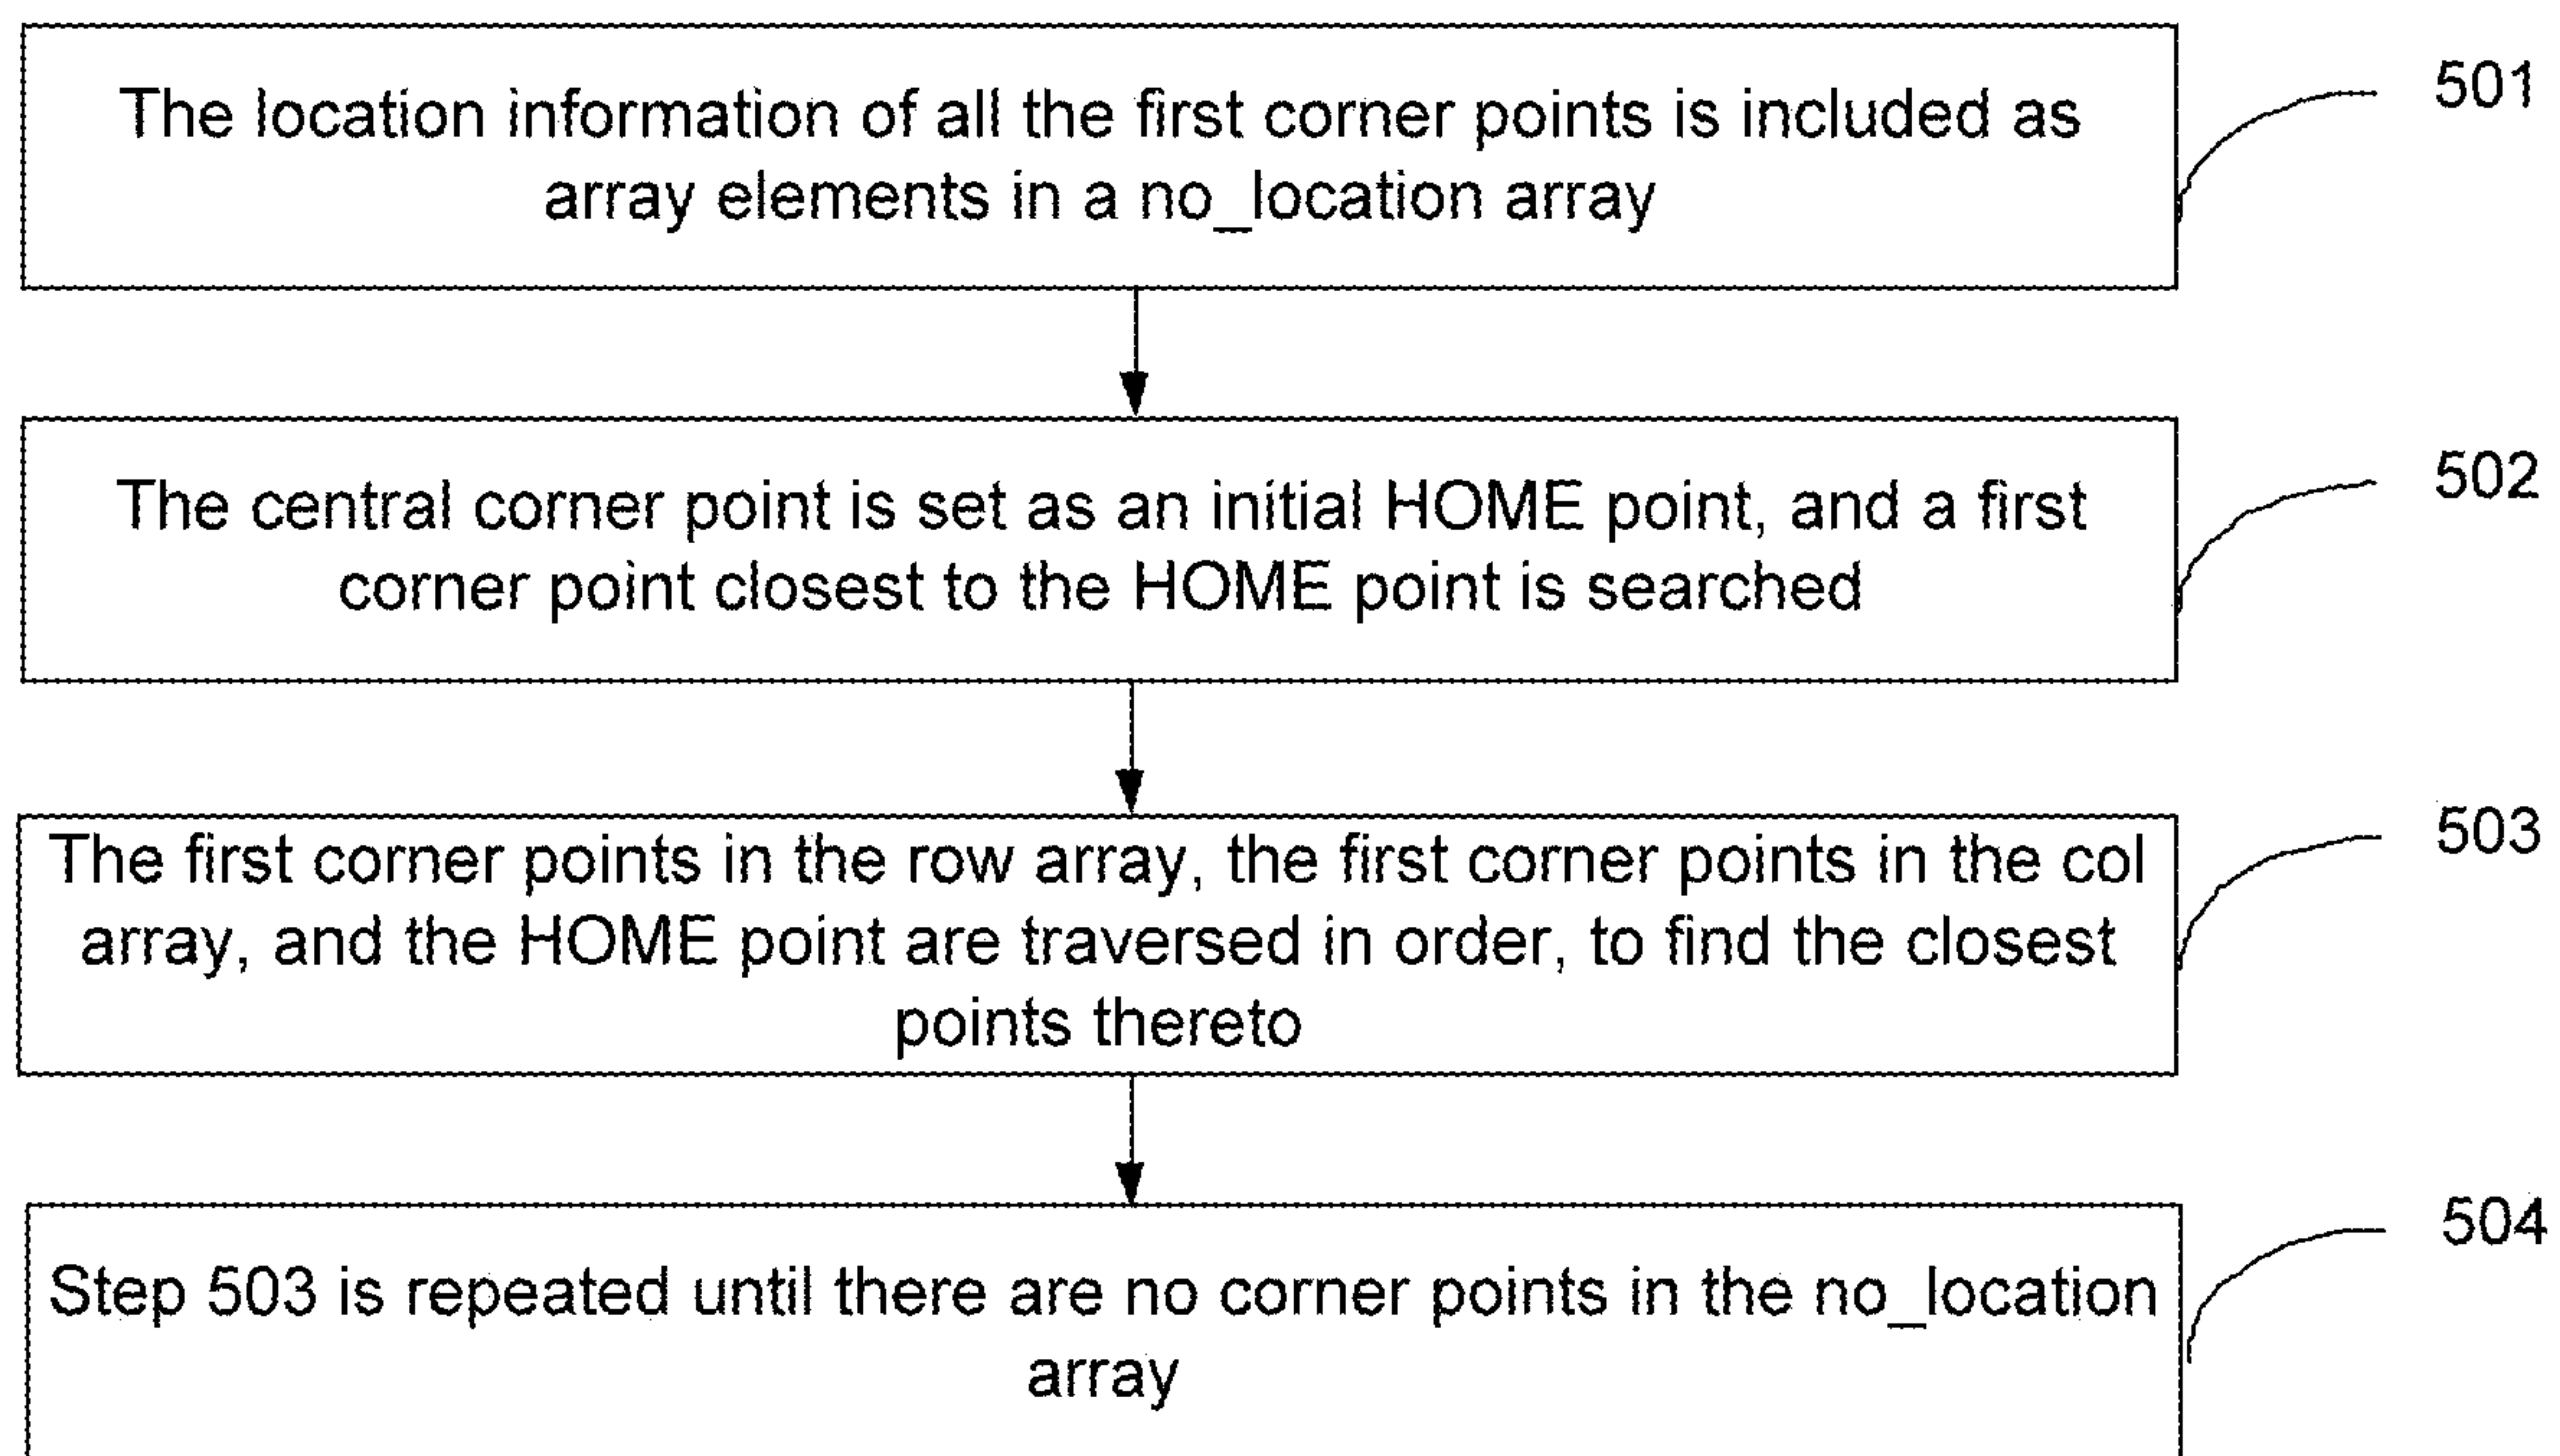 The location information of all the first corner points is included as
array elements in a no_location array
501
The central corner point is set as an initial HOME point, and a first
corner point closest to the HOME point is searched
502
The first corner points in the row array, the first corner points in the col
array, and the HOME point are traversed in order, to find the closest
points thereto
503
Step 503 is repeated until there are no corner points in the no_location
array
504